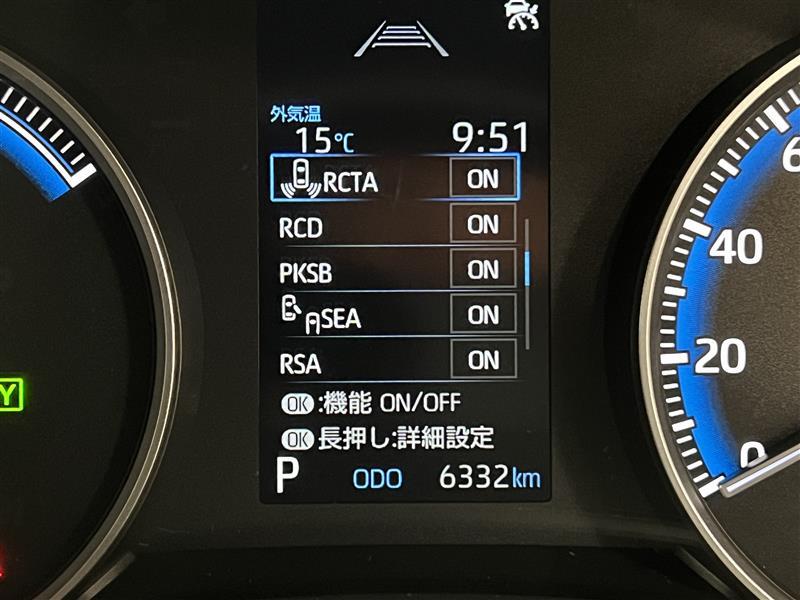 外気温
15℃ 9:51
RCTA ON
RCD ON
PKSB ON
SEA ON
RSA ON
OK:機能 ON/OFF
OK長押し:詳細設定
P ODO 6332km
Y
40
20
0